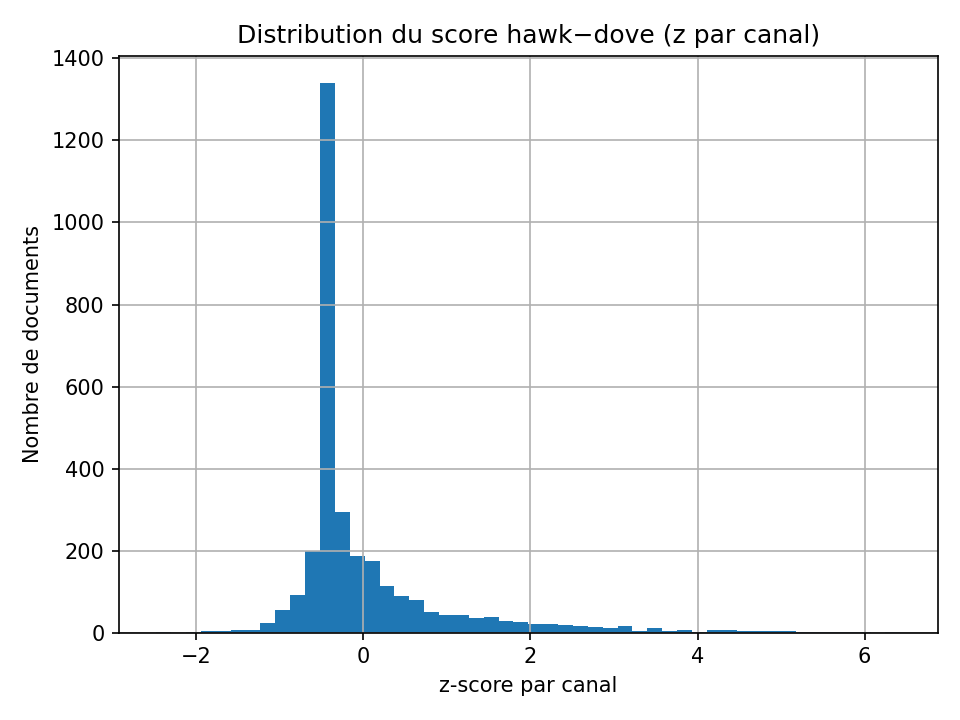 Distribution du score hawk−dove (z par canal)
Nombre de documents
1400
1200
1000
800
600
400
200
0
−2 0 2 4 6
z-score par canal